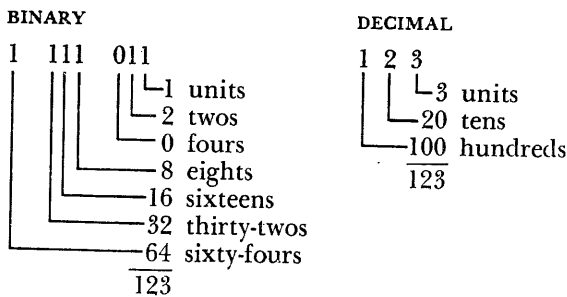 BINARY
1 111 011
1 units
2 twos
0 fours
8 eights
16 sixteens
32 thirty-twos
64 sixty-fours
123
DECIMAL
1 2 3
3 units
20 tens
100 hundreds
123